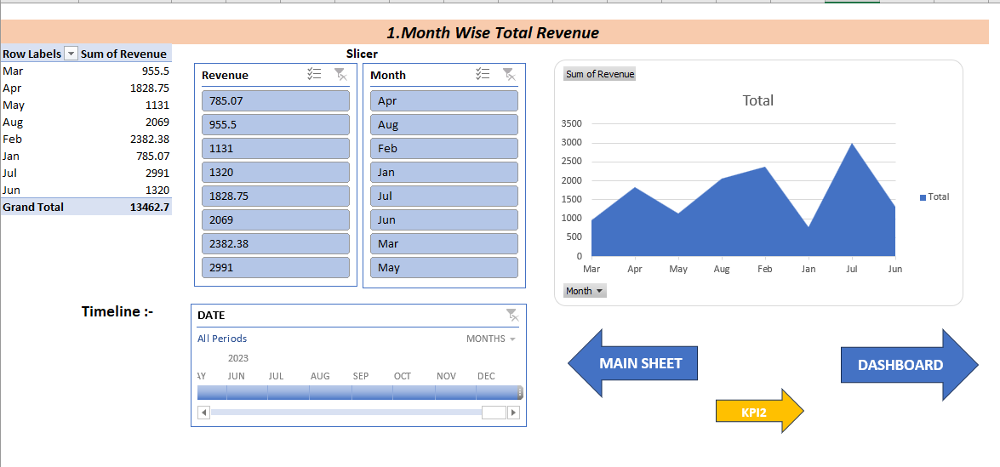 1.Month Wise Total Revenue
Row Labels Sum of Revenue
Mar 955.5
Apr 1828.75
May 1131
Aug 2069
Feb 2382.38
Jan 785.07
Jul 2991
Jun 1320
Grand Total 13462.7
Slicer
Revenue
785.07
955.5
1131
1320
1828.75
2069
2382.38
2991
Month
Apr
Aug
Feb
Jan
Jul
Jun
Mar
May
Sum of Revenue
Total
3500
3000
2500
2000
1500
1000
500
0
Mar Apr May Aug Feb Jan Jul Jun
Total
Month
Timeline :-
DATE
All Periods MONTHS
2023
AY JUN JUL AUG SEP OCT NOV DEC
MAIN SHEET
DASHBOARD
KPI2